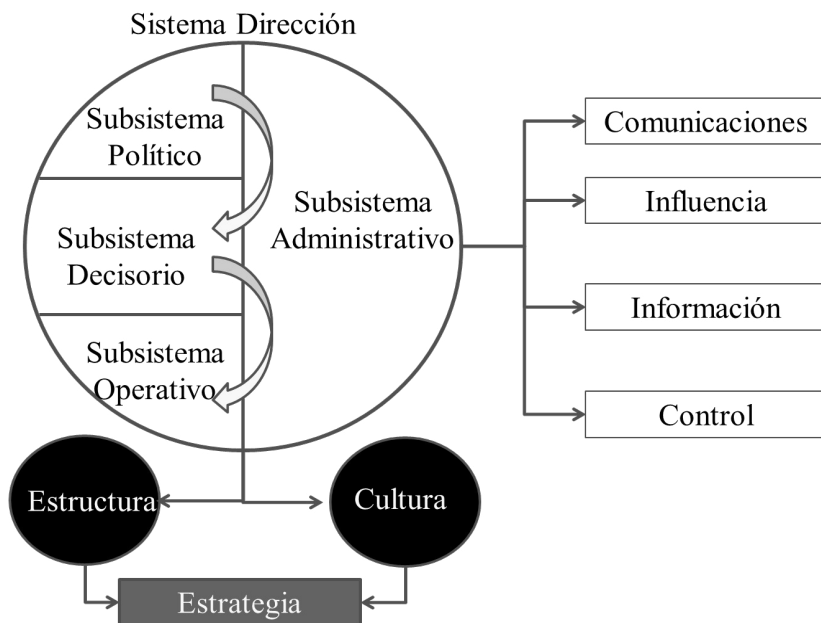 Sistema Dirección
Subsistema
Político
Subsistema
Decisorio
Subsistema
Operativo
Subsistema
Administrativo
Comunicaciones
Influencia
Información
Control
Estructura
Cultura
Estrategia